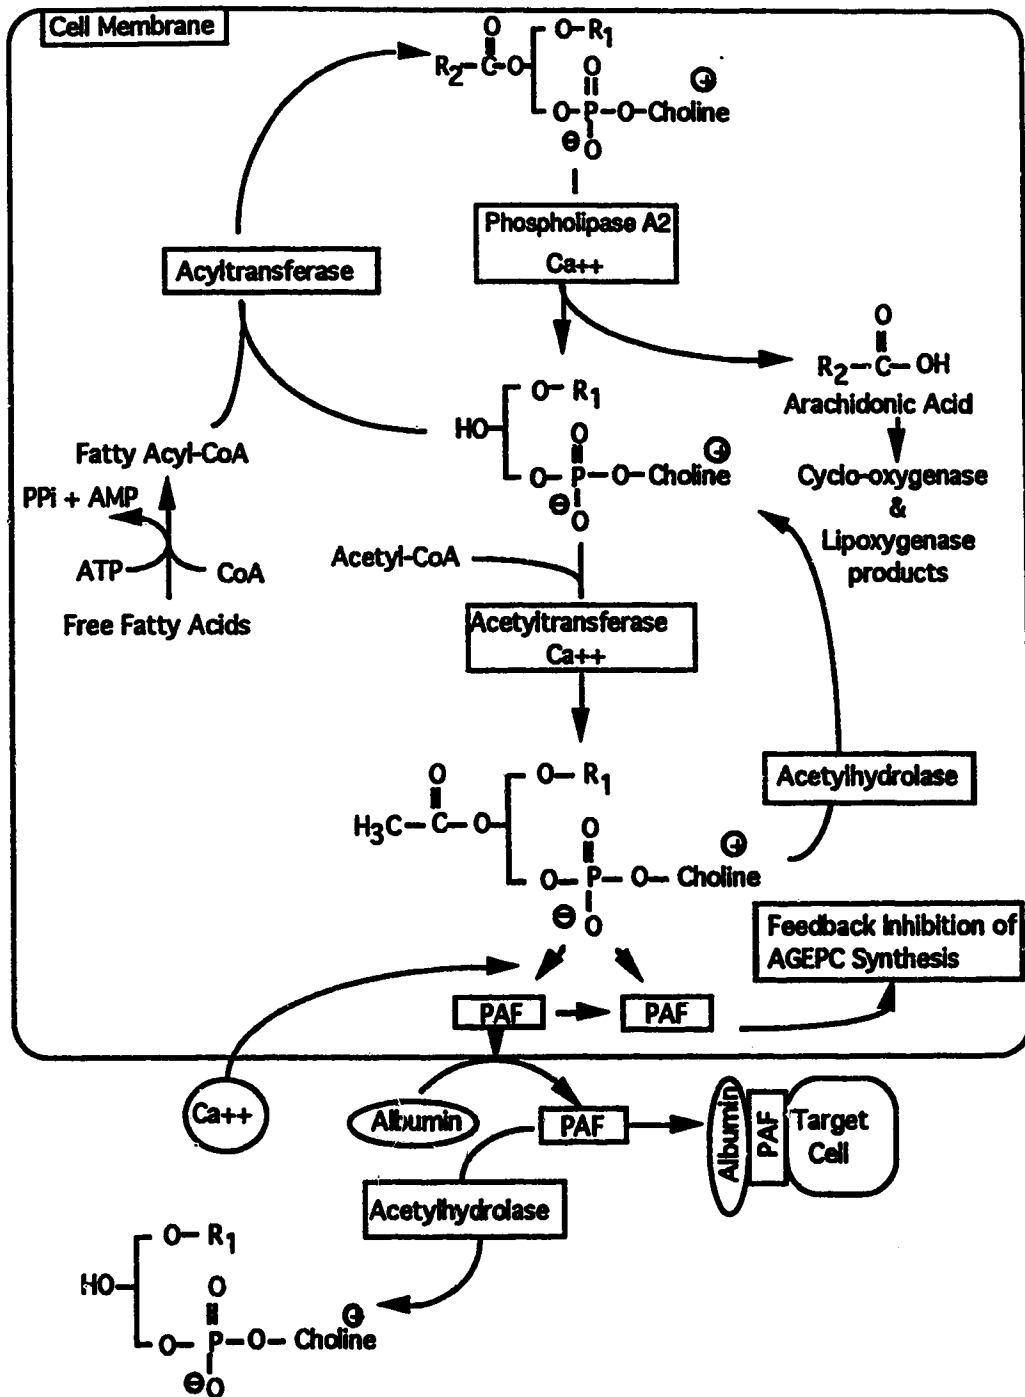 Cell Membrane
O
O-R1
R2-C-O
O
+
O-P-O-Choline
⊖ O
Phospholipase A2
Ca++
Acyltransferase
O
R2-C-OH
Arachidonic Acid
Cyclo-oxygenase
&
Lipoxygenase
products
O-R1
HO
O
+
O-P-O-Choline
⊖ O
Fatty Acyl-CoA
PPi + AMP
ATP
CoA
Free Fatty Acids
Acetyl-CoA
Acetyltransferase
Ca++
Acetylhydrolase
O
O-R1
H3C-C-O
O
+
O-P-O-Choline
⊖ O
Feedback Inhibition of
AGEPC Synthesis
PAF
PAF
Ca++
Albumin
PAF
Albumin
PAF
Target
Cell
Acetylhydrolase
O-R1
HO
O
+
O-P-O-Choline
⊖O